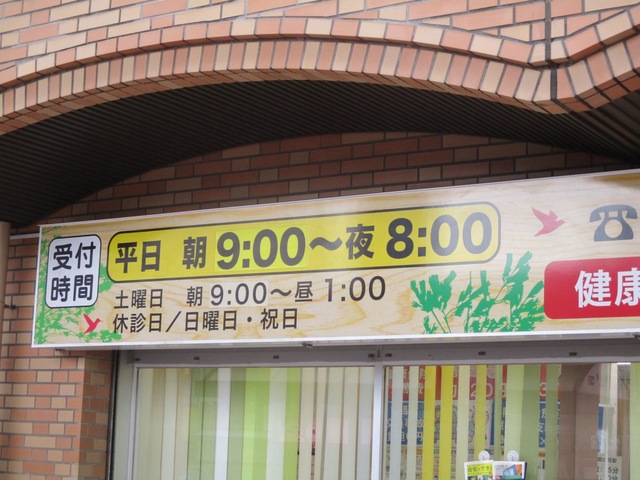 受付
時間
平日 朝9:00〜夜8:00
土曜日 朝9:00〜昼1:00
休診日／日曜日・祝日
☎
健康